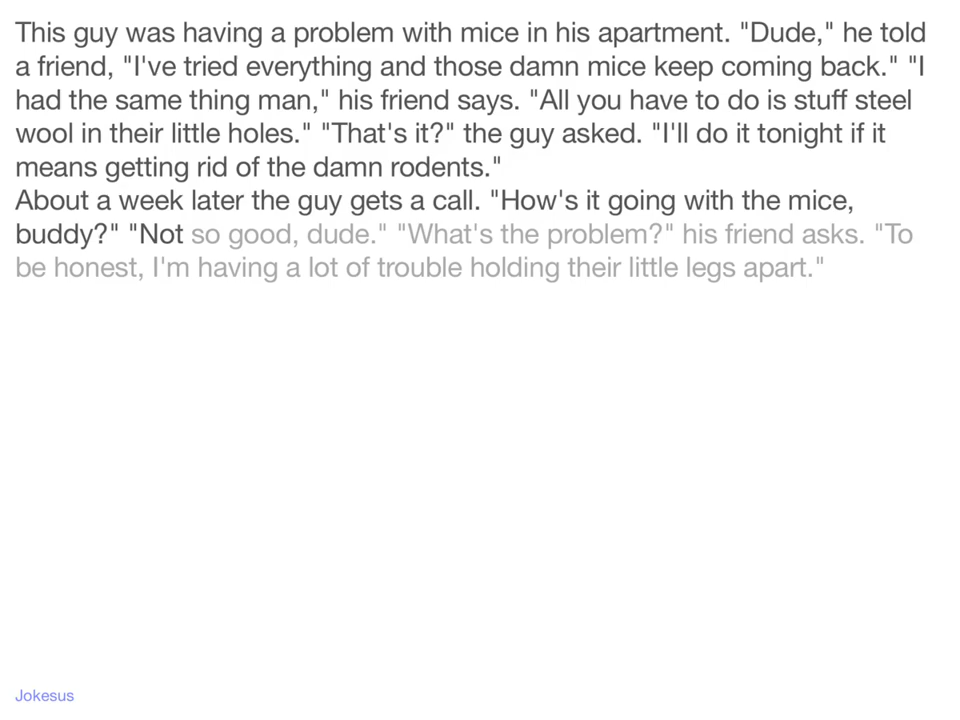 This guy was having a problem with mice in his apartment. "Dude," he told
a friend, "I've tried everything and those damn mice keep coming back." "I
had the same thing man," his friend says. "All you have to do is stuff steel
wool in their little holes." "That's it?" the guy asked. "I'll do it tonight if it
means getting rid of the damn rodents."
About a week later the guy gets a call. "How's it going with the mice,
buddy?" "Not so good, dude." "What's the problem?" his friend asks. "To
be honest, I'm having a lot of trouble holding their little legs apart."
Jokesus